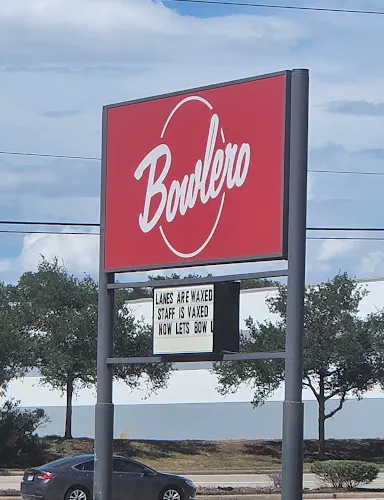 Bowlero
LANES ARE WAXED
STAFF IS VAXED
NOW LETS BOWL